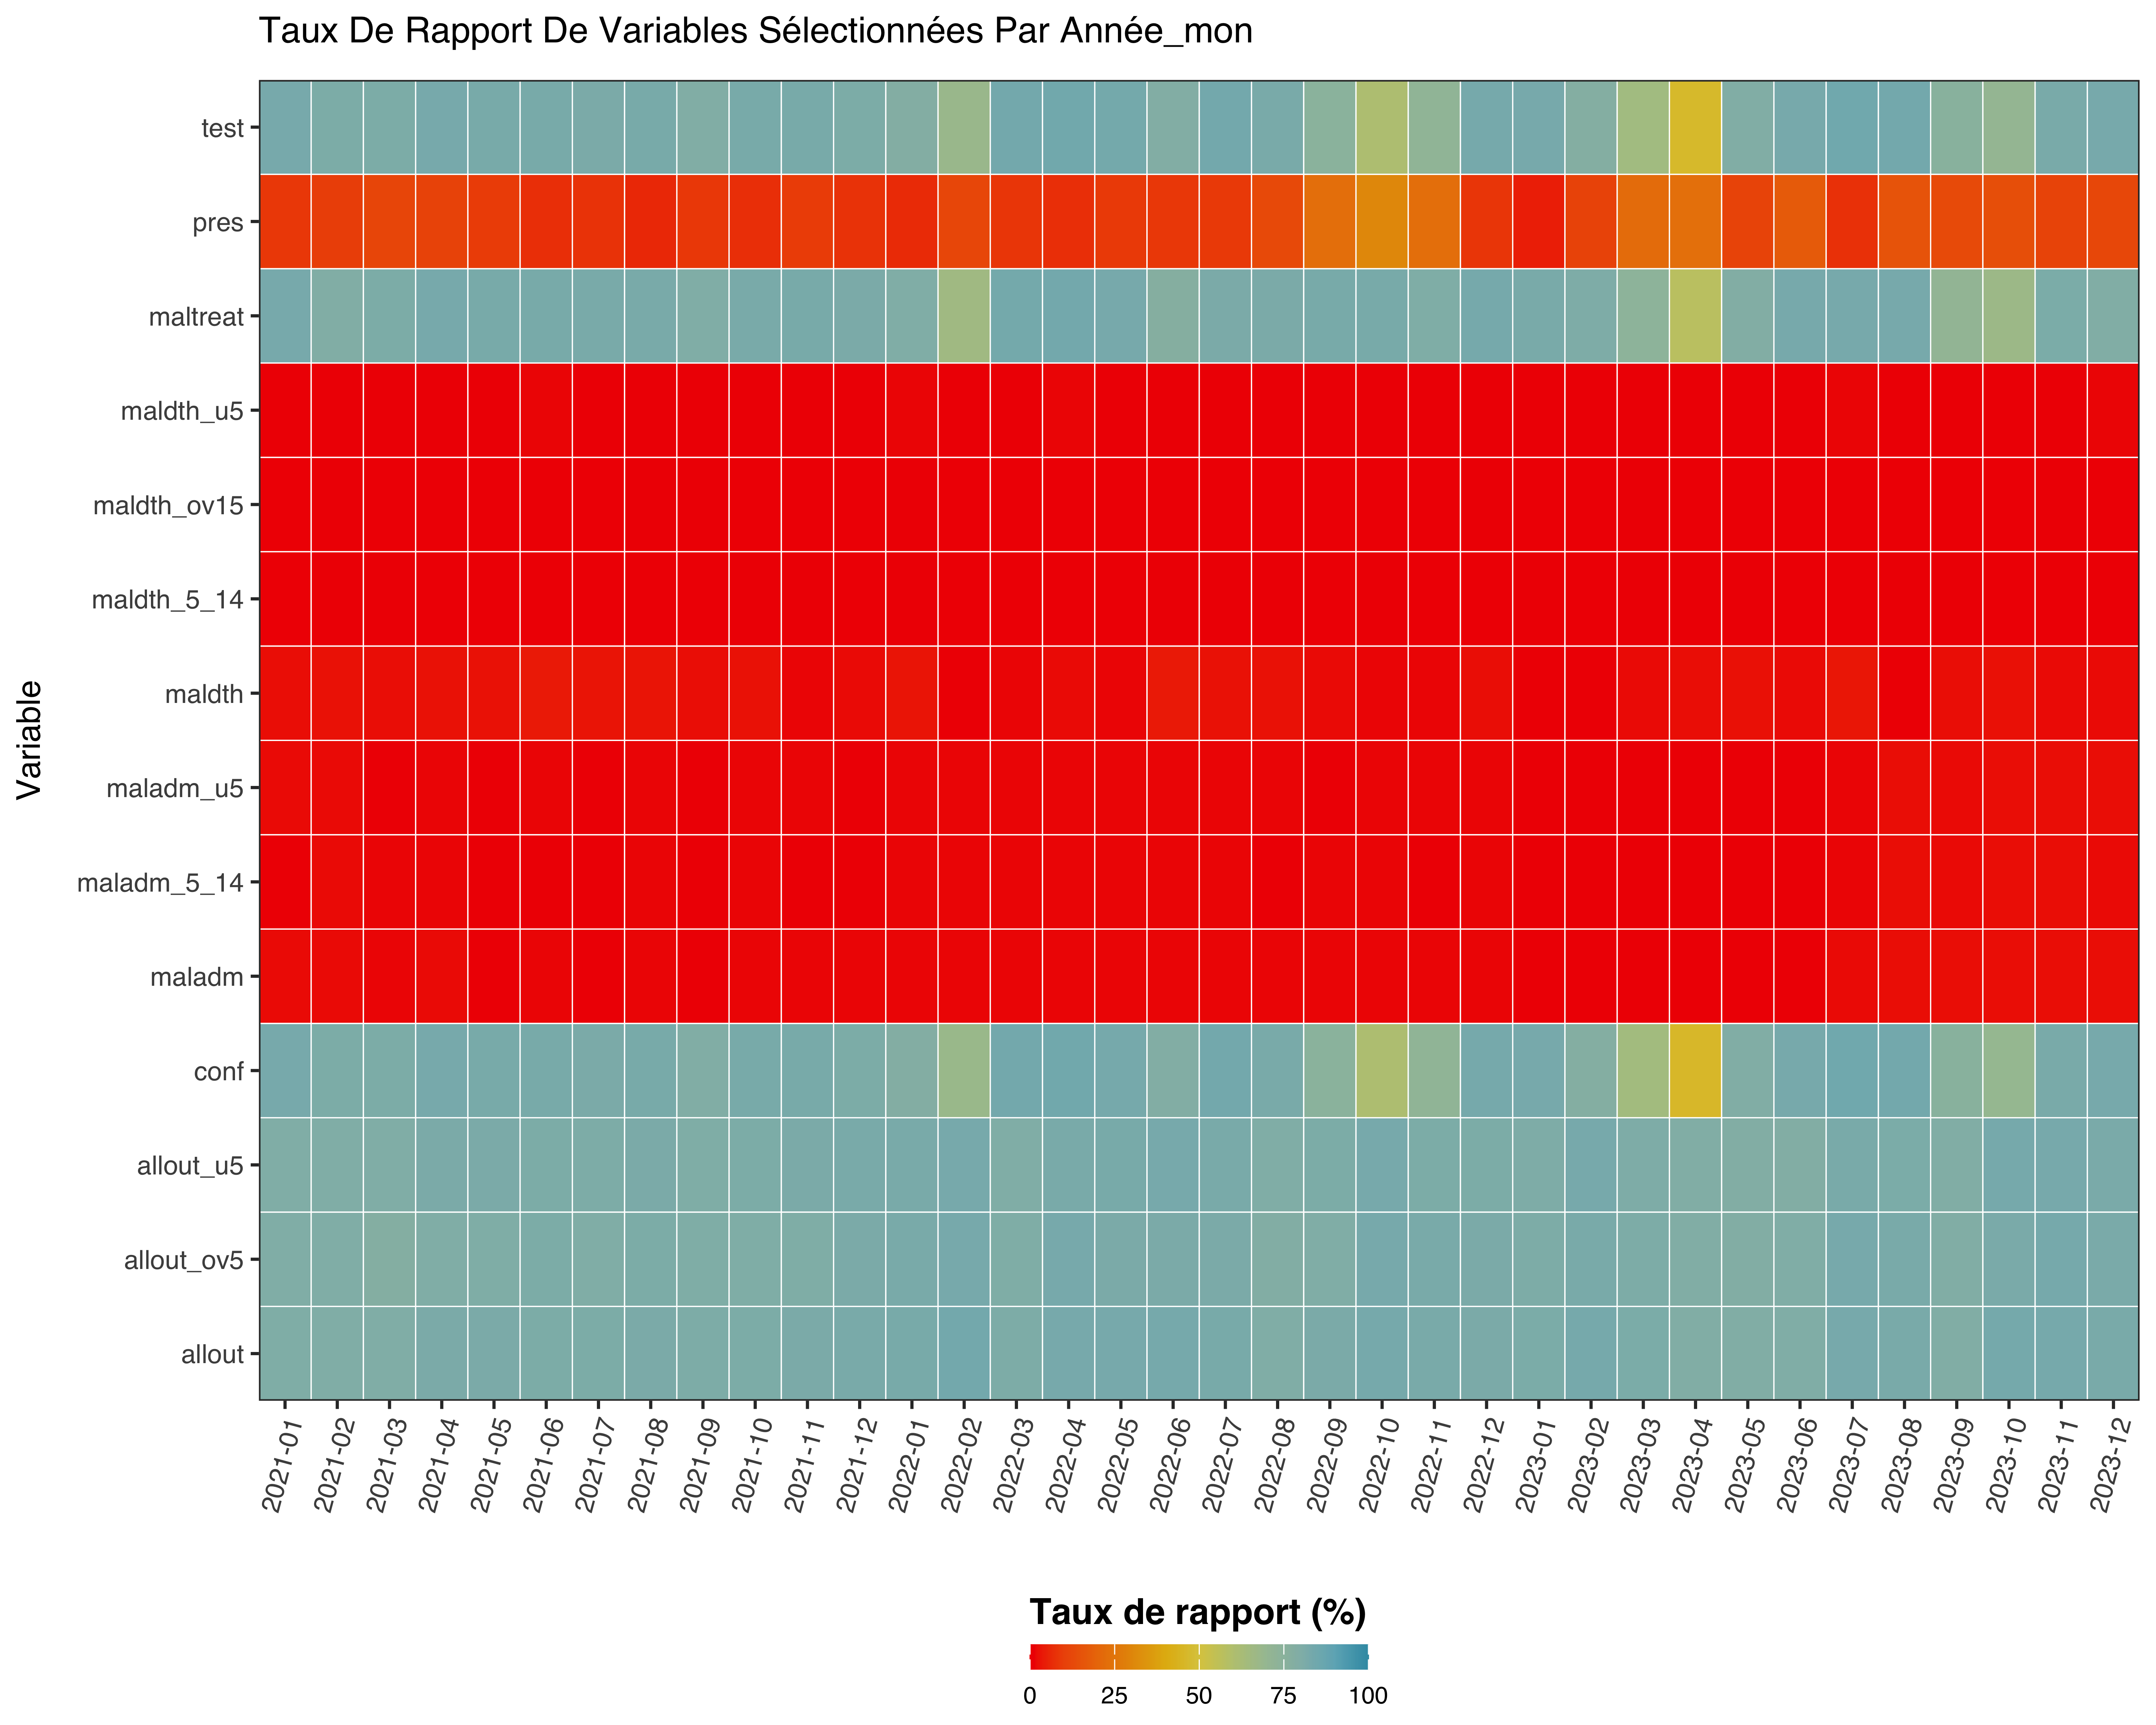 Taux De Rapport De Variables Sélectionnées Par Année_mon
Variable
test
pres
maltreat
maldth_u5
maldth_ov15
maldth_5_14
maldth
maladm_u5
maladm_5_14
maladm
conf
allout_u5
allout_ov5
allout
2021-01
2021-02
2021-03
2021-04
2021-05
2021-06
2021-07
2021-08
2021-09
2021-10
2021-11
2021-12
2022-01
2022-02
2022-03
2022-04
2022-05
2022-06
2022-07
2022-08
2022-09
2022-10
2022-11
2022-12
2023-01
2023-02
2023-03
2023-04
2023-05
2023-06
2023-07
2023-08
2023-09
2023-10
2023-11
2023-12
Taux de rapport (%)
0 25 50 75 100